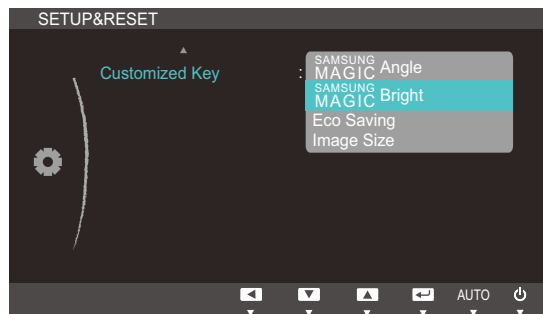 SETUP&RESET
Customized Key : SAMSUNG MAGIC Angle
SAMSUNG MAGIC Bright
Eco Saving
Image Size
AUTO